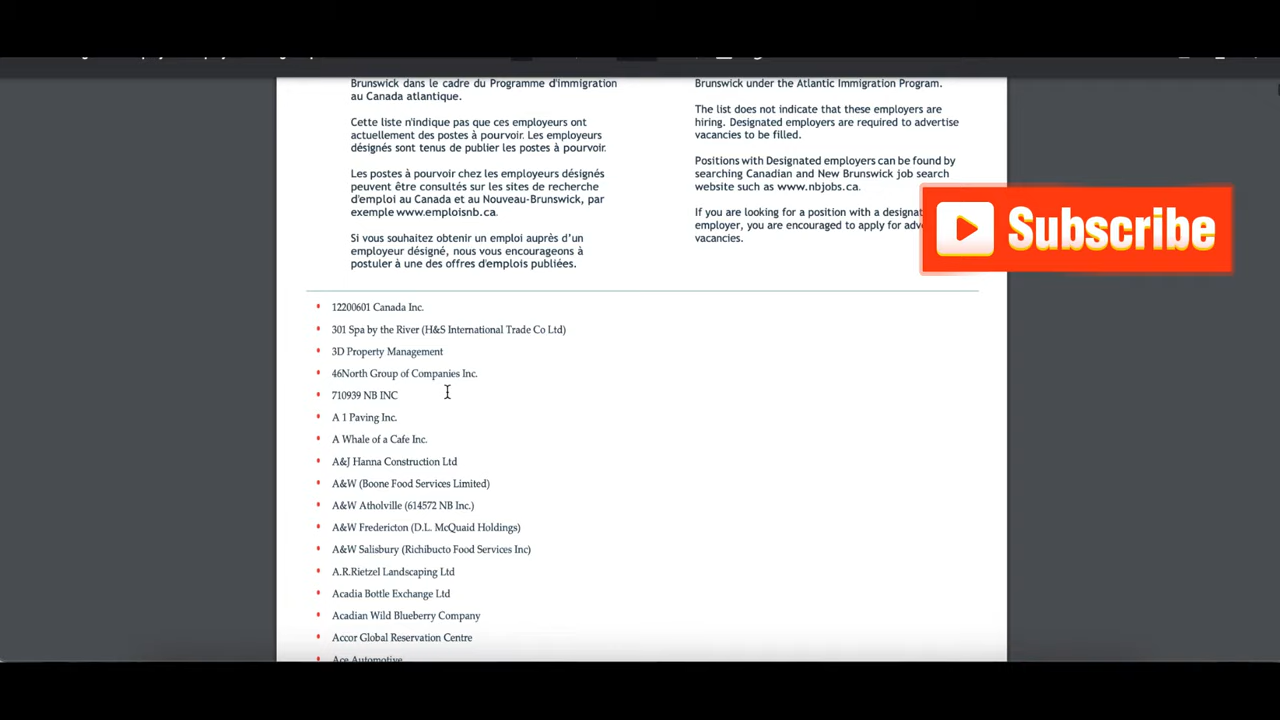 Brunswick dans le cadre du Programme d'immigration
au Canada atlantique.
Cette liste n'indique pas que ces employeurs ont
actuellement des postes à pourvoir. Les employeurs
désignés sont tenus de publier les postes à pourvoir.
Les postes à pourvoir chez les employeurs désignés
peuvent être consultés sur les sites de recherche
d'emploi au Canada et au Nouveau-Brunswick, par
exemple www.emploisnb.ca.
Si vous souhaitez obtenir un emploi auprès d'un
employeur désigné, nous vous encourageons à
postuler à une des offres d'emplois publiées.
Brunswick under the Atlantic Immigration Program.
The list does not indicate that these employers are
hiring. Designated employers are required to advertise
vacancies to be filled.
Positions with Designated employers can be found by
searching Canadian and New Brunswick job search
website such as www.nbjobs.ca.
If you are looking for a position with a designat
employer, you are encouraged to apply for adv
vacancies.
Subscribe
12200601 Canada Inc.
301 Spa by the River (H&S International Trade Co Ltd)
3D Property Management
46North Group of Companies Inc.
710939 NB INC
A 1 Paving Inc.
A Whale of a Cafe Inc.
A&J Hanna Construction Ltd
A&W (Boone Food Services Limited)
A&W Atholville (614572 NB Inc.)
A&W Fredericton (D.L. McQuaid Holdings)
A&W Salisbury (Richibucto Food Services Inc)
A.R.Rietzel Landscaping Ltd
Acadia Bottle Exchange Ltd
Acadian Wild Blueberry Company
Accor Global Reservation Centre
Ace Automotive